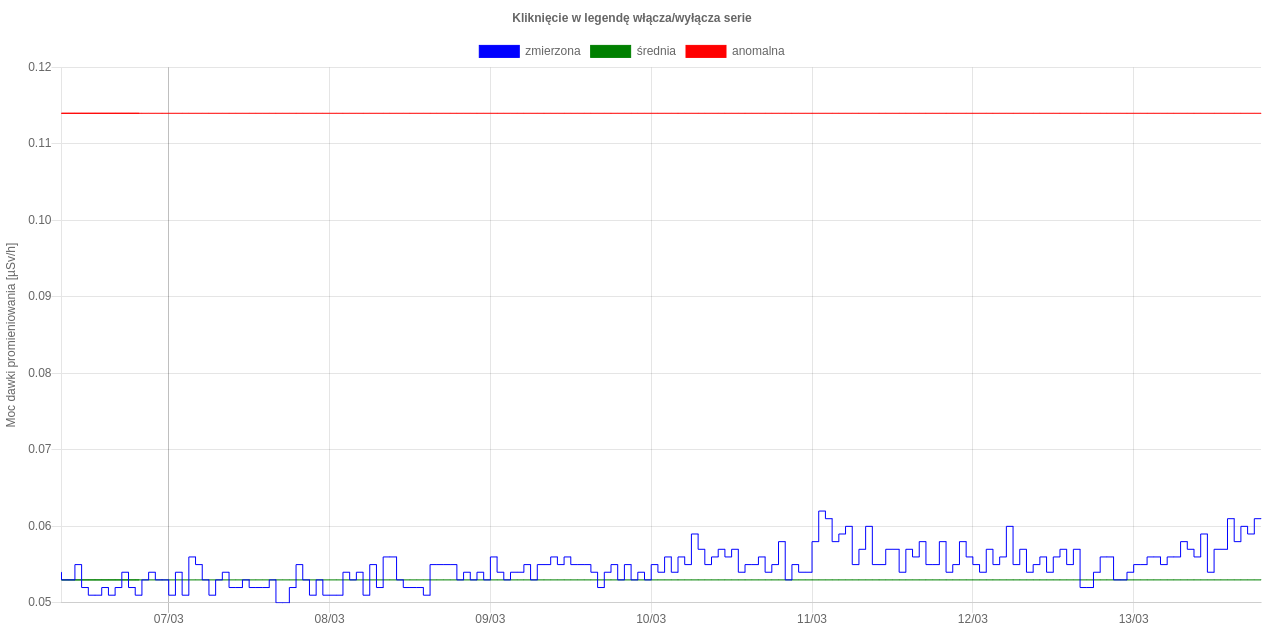 Kliknięcie w legendę włącza/wyłącza serie
zmierzona średnia anomalna
Moc dawki promieniowania [µSv/h]
0.12
0.11
0.10
0.09
0.08
0.07
0.06
0.05
07/03 08/03 09/03 10/03 11/03 12/03 13/03